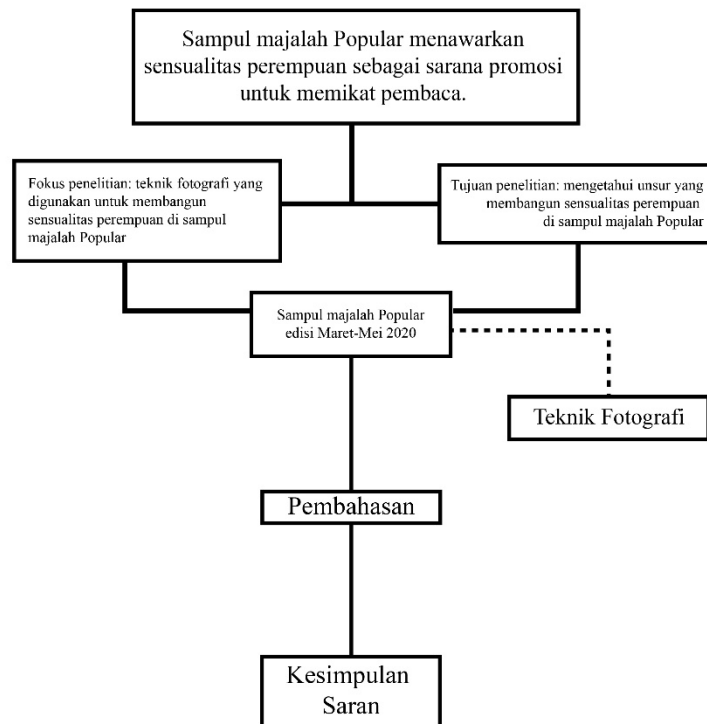 Sampul majalah Popular menawarkan
sensualitas perempuan sebagai sarana promosi
untuk memikat pembaca.
Fokus penelitian: teknik fotografi yang
digunakan untuk membangun
sensualitas perempuan di sampul
majalah Popular
Tujuan penelitian: mengetahui unsur yang
membangun sensualitas perempuan
di sampul majalah Popular
Sampul majalah Popular
edisi Maret-Mei 2020
Teknik Fotografi
Pembahasan
Kesimpulan
Saran